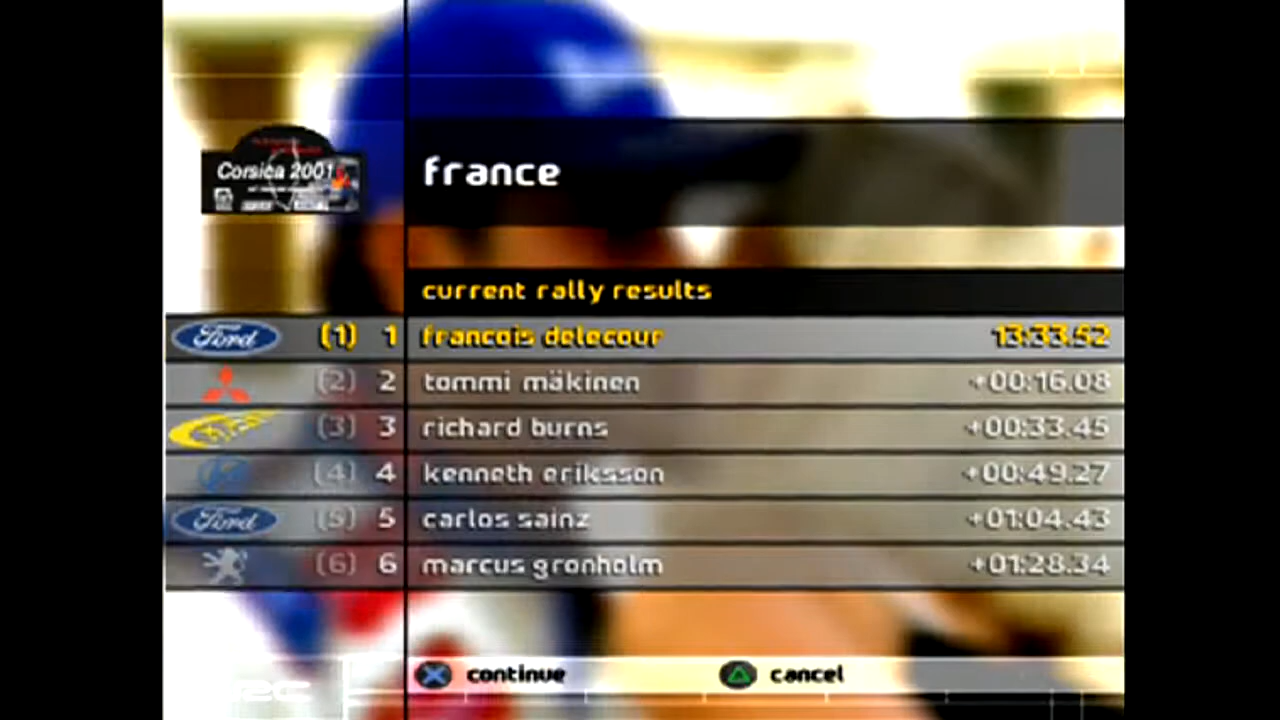 france
Corsica 2001
current rally results
Ford (1) 1 francois delecour 13:33.52
(2) 2 tommi mäkinen +00:16.08
(3) 3 richard burns +00:33.45
(4) 4 kenneth eriksson +00:49.27
Ford (5) 5 carlos sainz +01:04.43
(6) 6 marcus gronholm +01:28.34
continue cancel